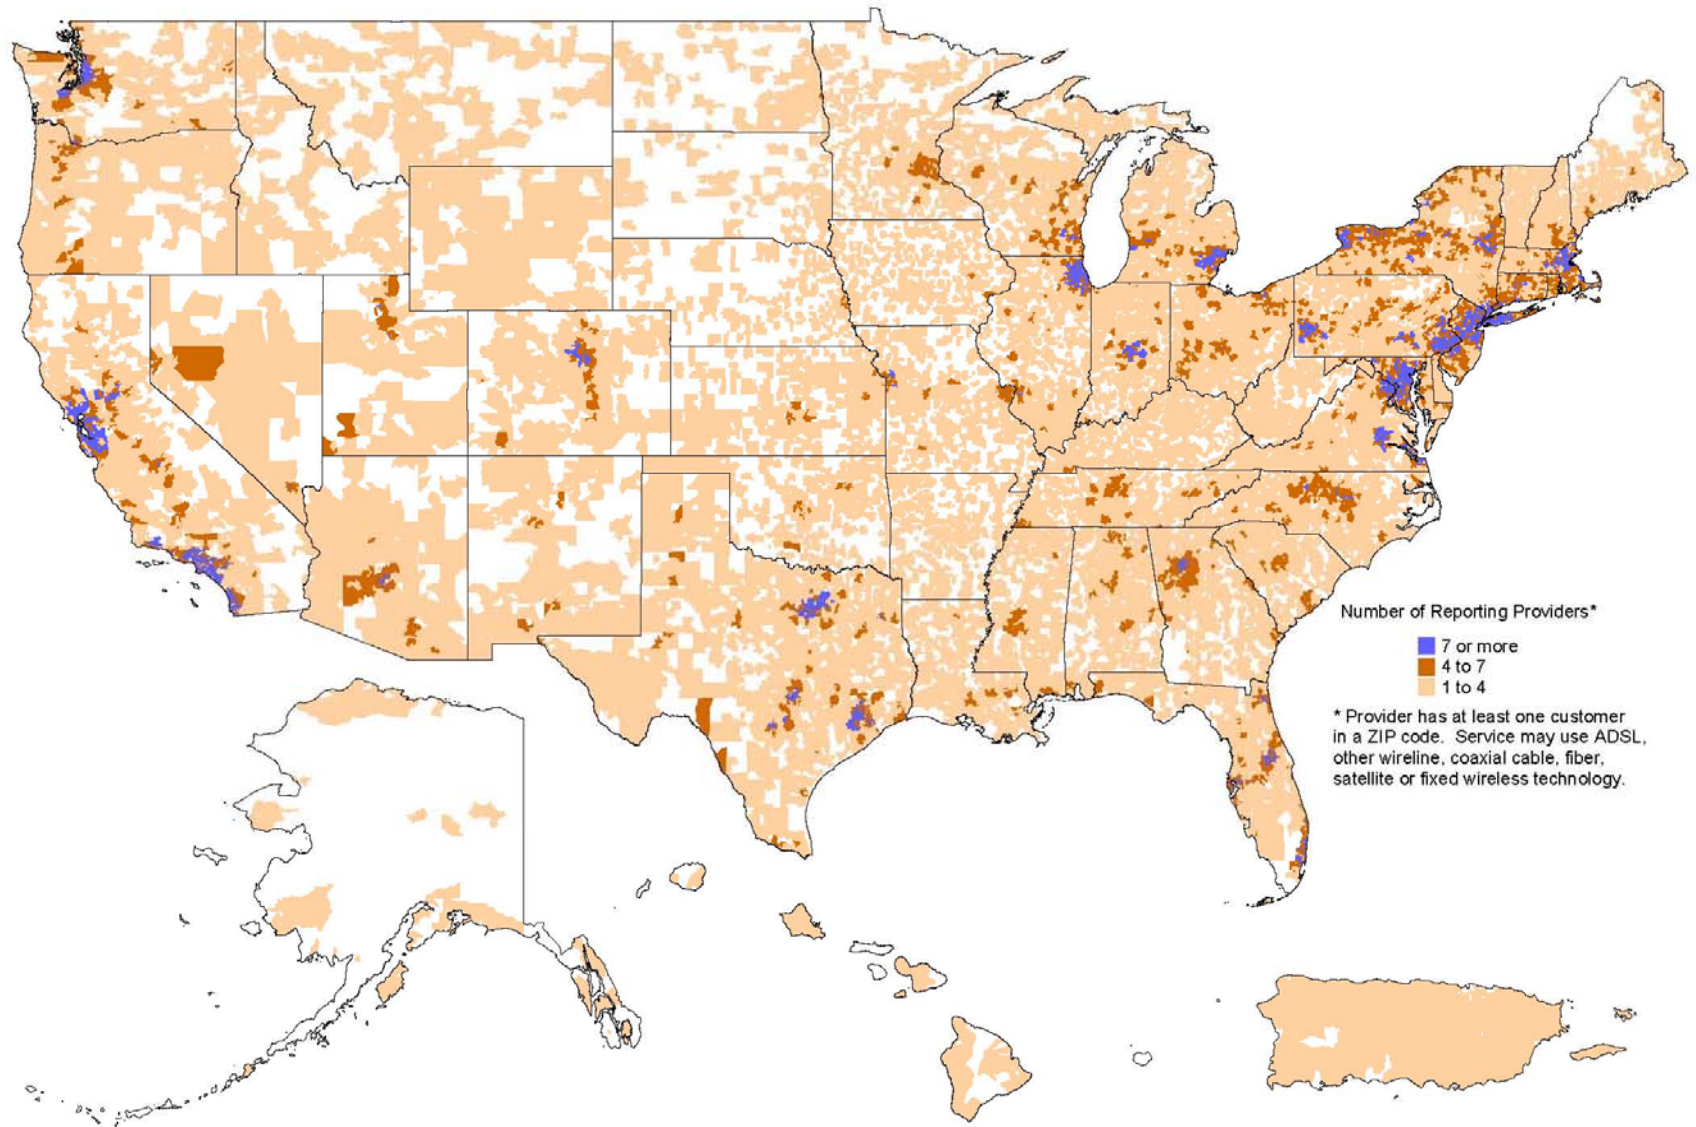 Number of Reporting Providers*
7 or more
4 to 7
1 to 4
* Provider has at least one customer
in a ZIP code. Service may use ADSL,
other wireline, coaxial cable, fiber,
satellite or fixed wireless technology.